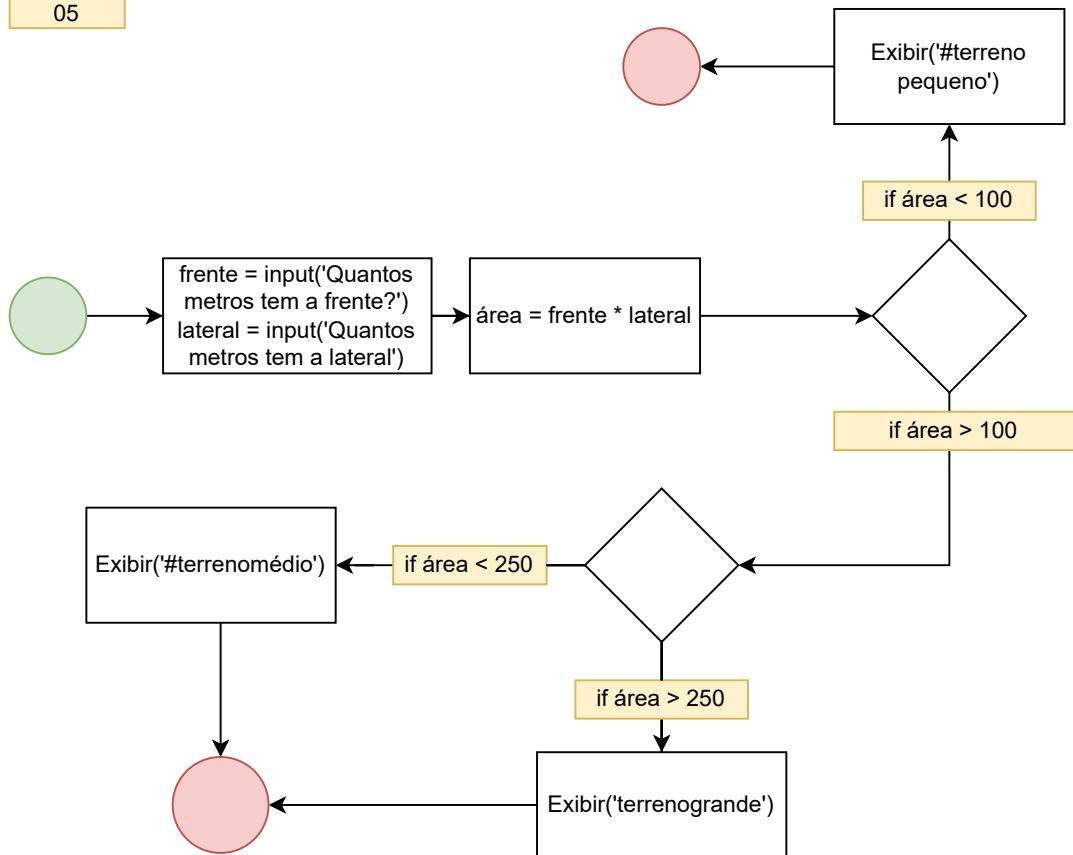 05
Exibir('#terreno
pequeno')
if área < 100
frente = input('Quantos
metros tem a frente?')
lateral = input('Quantos
metros tem a lateral')
área = frente * lateral
if área > 100
Exibir('#terrenomédio')
if área < 250
if área > 250
Exibir('terrenogrande')